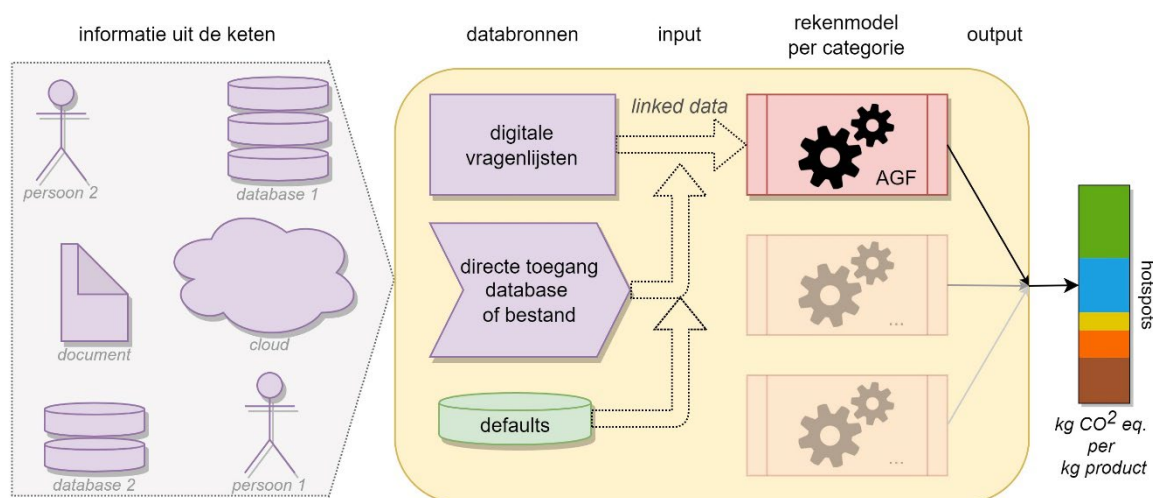 informatie uit de keten
databronnen
input
rekenmodel
per categorie
output
persoon 2
database 1
document
cloud
database 2
persoon 1
digitale
vragenlijsten
directe toegang
database
of bestand
defaults
linked data
AGF
...
...
hotspots
kg CO² eq.
per
kg product